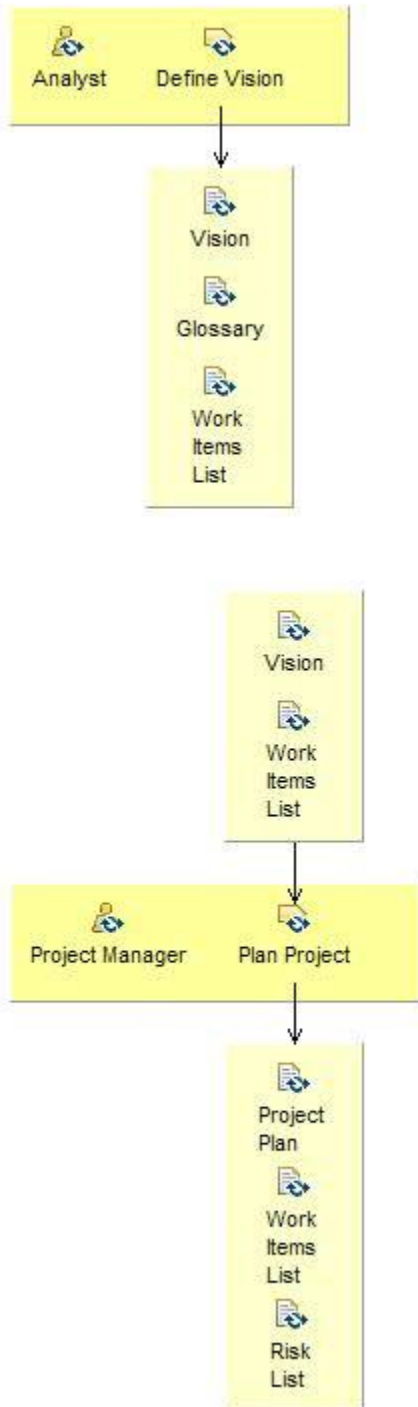 Analyst Define Vision
Vision
Glossary
Work
Items
List
Vision
Work
Items
List
Project Manager Plan Project
Project
Plan
Work
Items
List
Risk
List